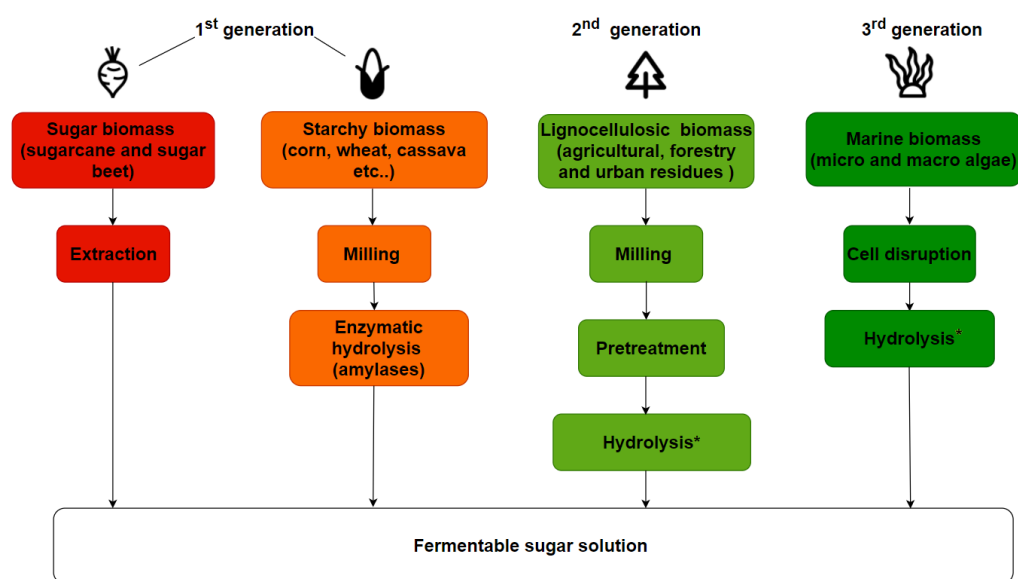 1st generation
2nd generation
3rd generation
Sugar biomass
(sugarcane and sugar
beet)
Starchy biomass
(corn, wheat, cassava
etc..)
Lignocellulosic biomass
(agricultural, forestry
and urban residues )
Marine biomass
(micro and macro algae)
Extraction
Milling
Milling
Cell disruption
Enzymatic
hydrolysis
(amylases)
Pretreatment
Hydrolysis*
Hydrolysis*
Fermentable sugar solution